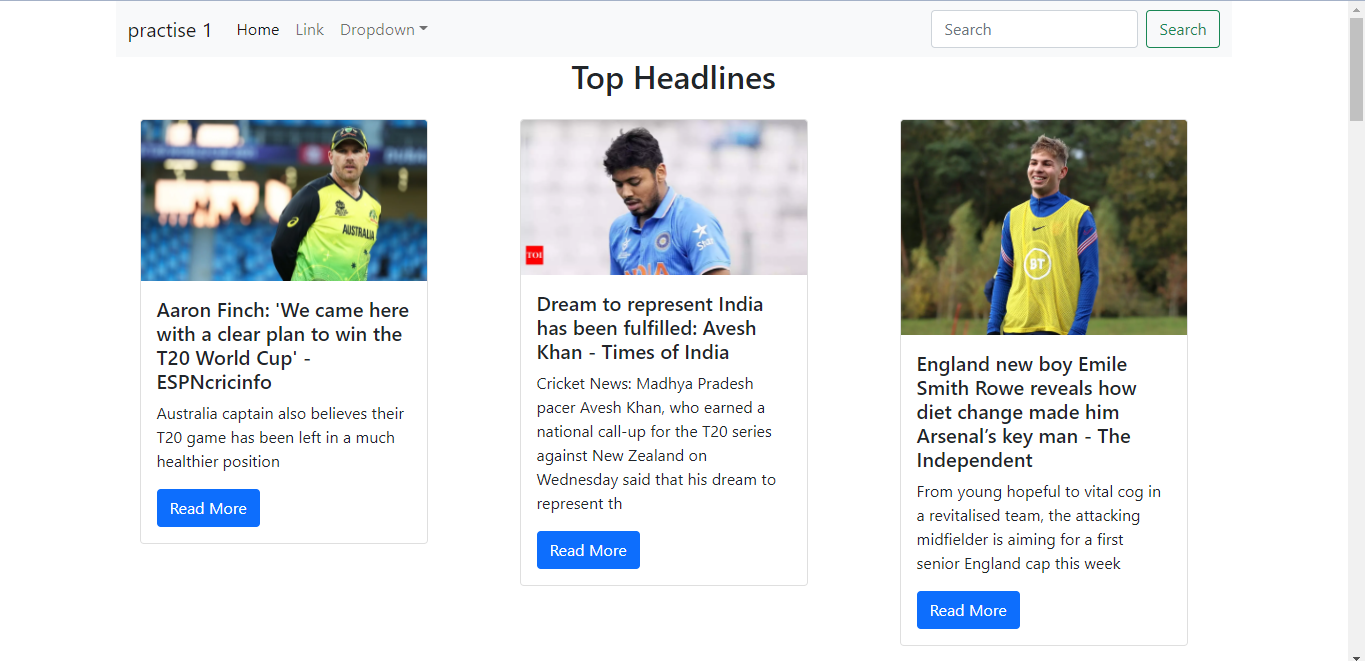 practise 1 Home Link Dropdown Search Search
Top Headlines
AUSTRALIA
Aaron Finch: 'We came here
with a clear plan to win the
T20 World Cup' -
ESPNcricinfo
Australia captain also believes their
T20 game has been left in a much
healthier position
Read More
TOI
Star
INDIA
Dream to represent India
has been fulfilled: Avesh
Khan - Times of India
Cricket News: Madhya Pradesh
pacer Avesh Khan, who earned a
national call-up for the T20 series
against New Zealand on
Wednesday said that his dream to
represent th
Read More
BT
England new boy Emile
Smith Rowe reveals how
diet change made him
Arsenal’s key man - The
Independent
From young hopeful to vital cog in
a revitalised team, the attacking
midfielder is aiming for a first
senior England cap this week
Read More